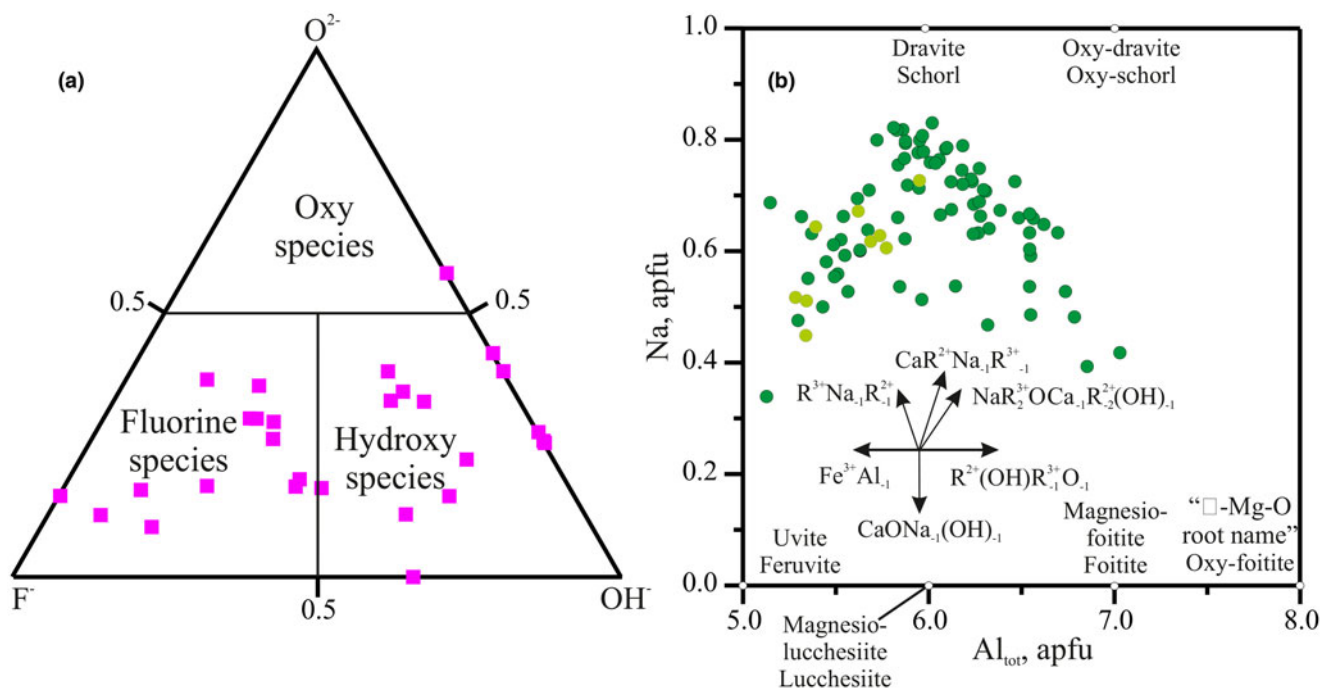 (a)
O²⁻
Oxy
species
0.5
0.5
Fluorine
species
Hydroxy
species
F⁻
0.5
OH⁻
(b)
Na, apfu
1.0
0.8
0.6
0.4
0.2
0.0
Dravite
Schorl
Oxy-dravite
Oxy-schorl
CaR²⁺Na₋₁R³⁺₋₁
R³⁺Na₋₁R²⁺₋₁
NaR³⁺₂OCa₋₁R²⁺₋₂(OH)₋₁
Fe³⁺Al₋₁
R²⁺(OH)R³⁺₋₁O₋₁
CaONa₋₁(OH)₋₁
Uvite
Feruvite
Magnesio-
foitite
Foitite
“□-Mg-O
root name”
Oxy-foitite
5.0
6.0
7.0
8.0
Magnesio-
lucchesiite
Lucchesiite
Alₜₒₜ, apfu